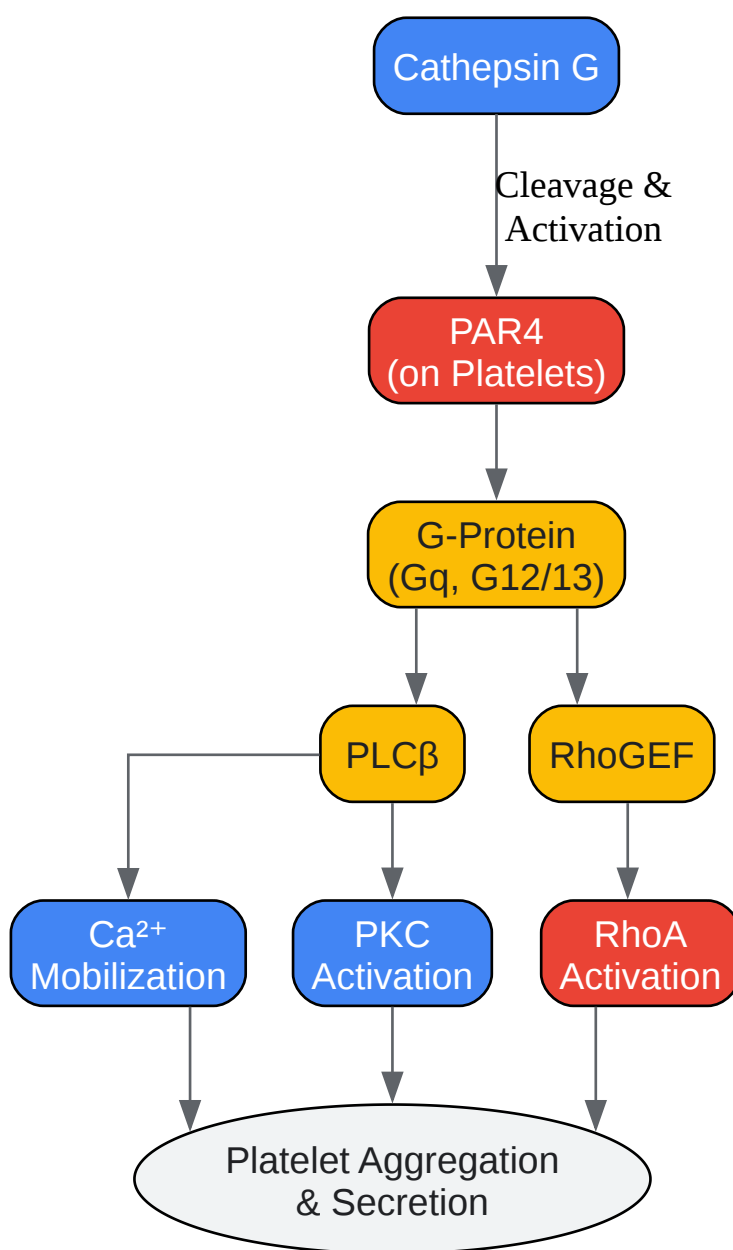 Cathepsin G
Cleavage &
Activation
PAR4
(on Platelets)
G-Protein
(Gq, G12/13)
PLCβ
RhoGEF
Ca²⁺
Mobilization
PKC
Activation
RhoA
Activation
Platelet Aggregation
& Secretion